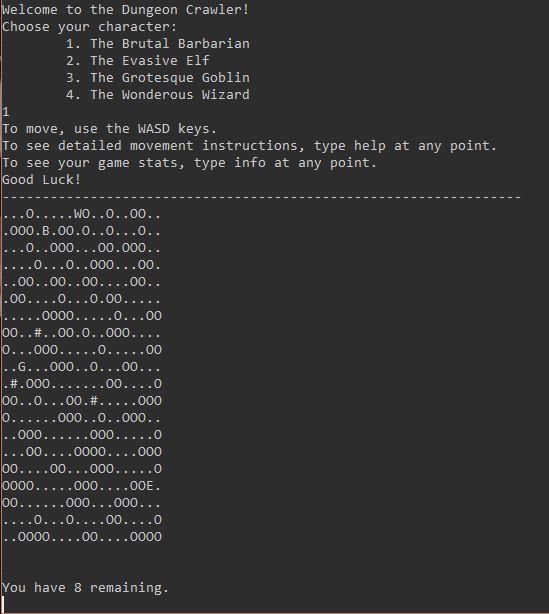 Welcome to the Dungeon Crawler!
Choose your character:
        1. The Brutal Barbarian
        2. The Evasive Elf
        3. The Grotesque Goblin
        4. The Wonderous Wizard
1
To move, use the WASD keys.
To see detailed movement instructions, type help at any point.
To see your game stats, type info at any point.
Good Luck!
-----------------------------------------------------------------
...O.....WO..O..OO..
.OOO.B.OO.O..O...O..
...O..OOO...OO.OOO..
....O...O..OOO...OO.
..OO..OO..OO....OO..
.OO....O...O.OO.....
.....OOOO.....O...OO
OO..#..OO.O..OOO....
O...OOO.....O.....OO
..G...OOO..O...OO...
.#.OOO.......OO....O
OO..O...OO.#.....OOO
O......OOO..O..OOO..
..OOO......OOO.....O
...OO....OOOO....OOO
OO....OO...OOO.....O
OOOO.....OOO....OOE.
OO......OOO...OOO...
....O...O....OO....O
..OOOO....OO....OOOO
You have 8 remaining.